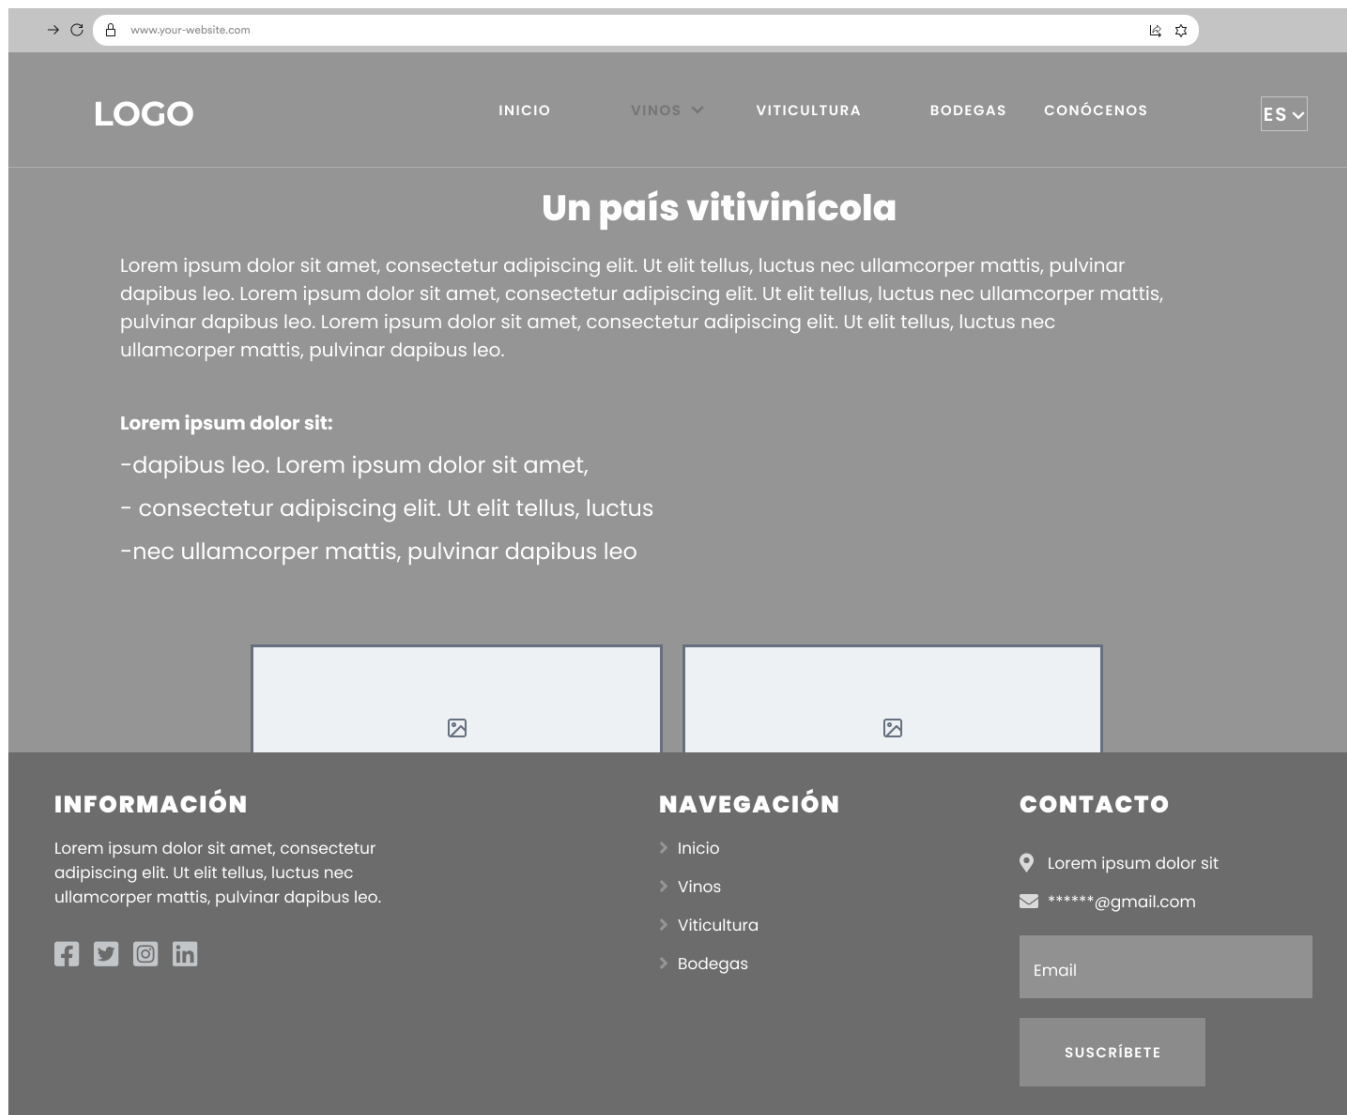 www.your-website.com
LOGO
INICIO
VINOS
VITICULTURA
BODEGAS
CONÓCENOS
ES
Un país vitivinícola
Lorem ipsum dolor sit amet, consectetur adipiscing elit. Ut elit tellus, luctus nec ullamcorper mattis, pulvinar
dapibus leo. Lorem ipsum dolor sit amet, consectetur adipiscing elit. Ut elit tellus, luctus nec ullamcorper mattis,
pulvinar dapibus leo. Lorem ipsum dolor sit amet, consectetur adipiscing elit. Ut elit tellus, luctus nec
ullamcorper mattis, pulvinar dapibus leo.
Lorem ipsum dolor sit:
-dapibus leo. Lorem ipsum dolor sit amet,
- consectetur adipiscing elit. Ut elit tellus, luctus
-nec ullamcorper mattis, pulvinar dapibus leo
INFORMACIÓN
Lorem ipsum dolor sit amet, consectetur
adipiscing elit. Ut elit tellus, luctus nec
ullamcorper mattis, pulvinar dapibus leo.
NAVEGACIÓN
Inicio
Vinos
Viticultura
Bodegas
CONTACTO
Lorem ipsum dolor sit
******@gmail.com
Email
SUSCRÍBETE